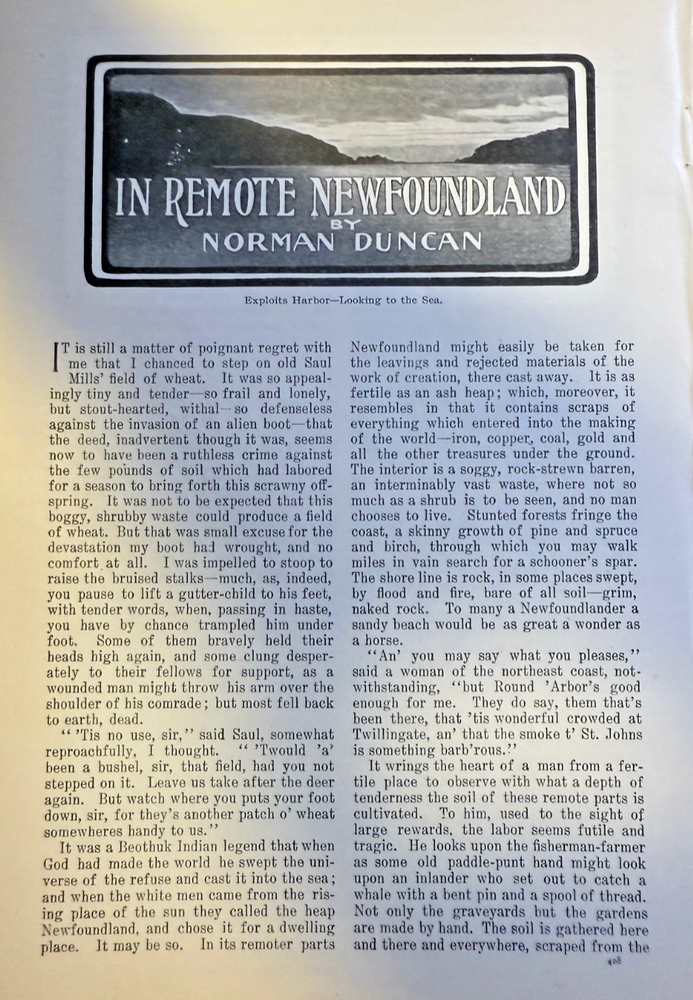 IN REMOTE NEWFOUNDLAND
BY
NORMAN DUNCAN
Exploits Harbor—Looking to the Sea.
IT is still a matter of poignant regret with
me that I chanced to step on old Saul
Mills' field of wheat. It was so appeal-
ingly tiny and tender—so frail and lonely,
but stout-hearted, withal—so defenseless
against the invasion of an alien boot—that
the deed, inadvertent though it was, seems
now to have been a ruthless crime against
the few pounds of soil which had labored
for a season to bring forth this scrawny off-
spring. It was not to be expected that this
boggy, shrubby waste could produce a field
of wheat. But that was small excuse for the
devastation my boot had wrought, and no
comfort at all. I was impelled to stoop to
raise the bruised stalks—much, as, indeed,
you pause to lift a gutter-child to his feet,
with tender words, when, passing in haste,
you have by chance trampled him under
foot. Some of them bravely held their
heads high again, and some clung desper-
ately to their fellows for support, as a
wounded man might throw his arm over the
shoulder of his comrade; but most fell back
to earth, dead.
" 'Tis no use, sir," said Saul, somewhat
reproachfully, I thought. " 'Twould 'a'
been a bushel, sir, that field, had you not
stepped on it. Leave us take after the deer
again. But watch where you puts your foot
down, sir, for they's another patch o' wheat
somewheres handy to us."
It was a Beothuk Indian legend that when
God had made the world he swept the uni-
verse of the refuse and cast it into the sea;
and when the white men came from the ris-
ing place of the sun they called the heap
Newfoundland, and chose it for a dwelling
place. It may be so. In its remoter parts
Newfoundland might easily be taken for
the leavings and rejected materials of the
work of creation, there cast away. It is as
fertile as an ash heap; which, moreover, it
resembles in that it contains scraps of
everything which entered into the making
of the world—iron, copper, coal, gold and
all the other treasures under the ground.
The interior is a soggy, rock-strewn barren,
an interminably vast waste, where not so
much as a shrub is to be seen, and no man
chooses to live. Stunted forests fringe the
coast, a skinny growth of pine and spruce
and birch, through which you may walk
miles in vain search for a schooner's spar.
The shore line is rock, in some places swept,
by flood and fire, bare of all soil—grim,
naked rock. To many a Newfoundlander a
sandy beach would be as great a wonder as
a horse.
"An' you may say what you pleases,"
said a woman of the northeast coast, not-
withstanding, "but Round 'Arbor's good
enough for me. They do say, them that's
been there, that 'tis wonderful crowded at
Twillingate, an' that the smoke t' St. Johns
is something barb'rous."
It wrings the heart of a man from a fer-
tile place to observe with what a depth of
tenderness the soil of these remote parts is
cultivated. To him, used to the sight of
large rewards, the labor seems futile and
tragic. He looks upon the fisherman-farmer
as some old paddle-punt hand might look
upon an inlander who set out to catch a
whale with a bent pin and a spool of thread.
Not only the graveyards but the gardens
are made by hand. The soil is gathered here
and there and everywhere, scraped from the
408